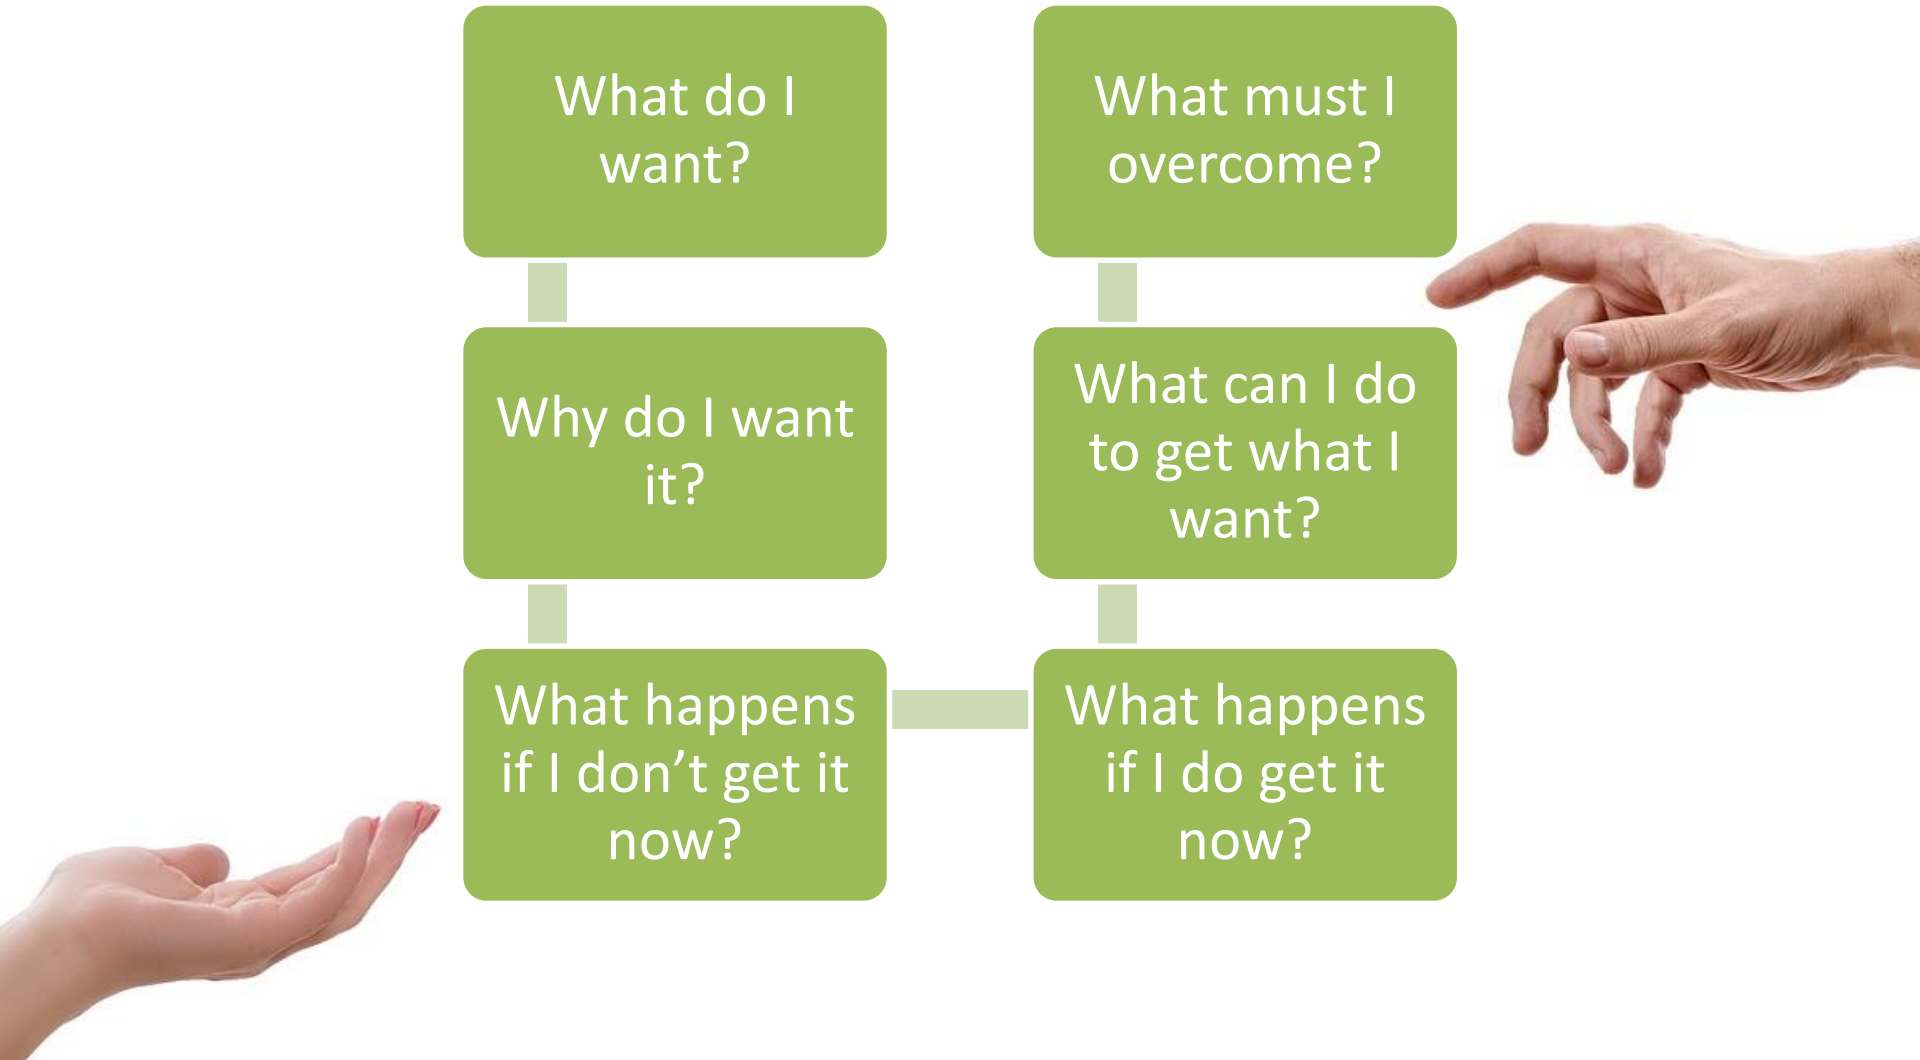 What do I
want?
Why do I want
it?
What happens
if I don’t get it
now?
What happens
if I do get it
now?
What can I do
to get what I
want?
What must I
overcome?